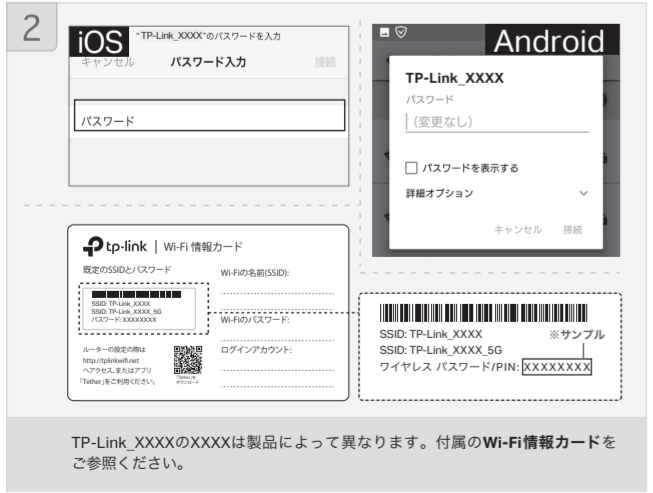 2
iOS
"TP-Link_XXXX"のパスワードを入力
キャンセル
パスワード入力
接続
パスワード
Android
TP-Link_XXXX
パスワード
(変更なし)
パスワードを表示する
詳細オプション
キャンセル
接続
tp-link | Wi-Fi 情報カード
既定のSSIDとパスワード
SSID: TP-Link_XXXX
SSID: TP-Link_XXXX_5G
パスワード: XXXXXXXX
ルーターの設定の際は
http://tplinkwifi.net
へアクセス、またはアプリ
「Tether」をご利用ください。
「Tether」を
ダウンロード
Wi-Fiの名前(SSID):
Wi-Fiのパスワード:
ログインアカウント:
SSID: TP-Link_XXXX
※サンプル
SSID: TP-Link_XXXX_5G
ワイヤレス パスワード/PIN: XXXXXXXX
TP-Link_XXXXのXXXXは製品によって異なります。付属のWi-Fi情報カードを
ご参照ください。